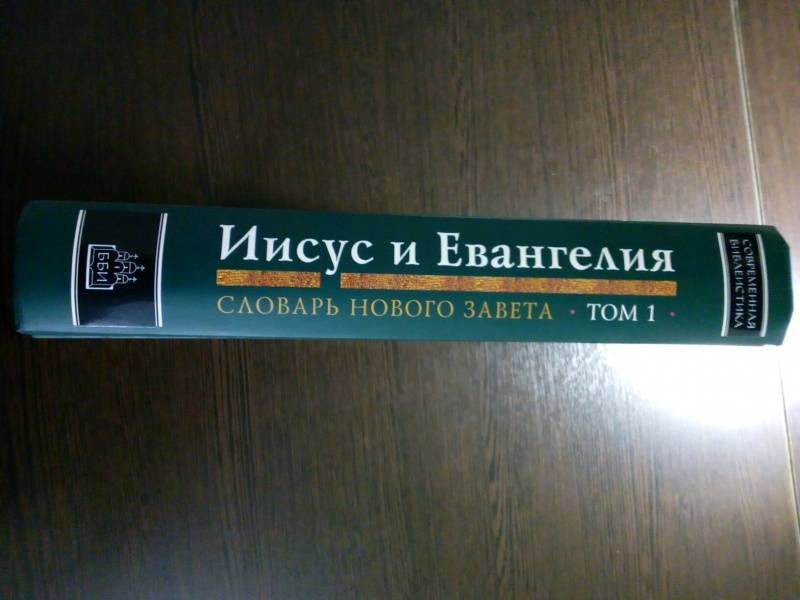 ББИ
Иисус и Евангелия
СЛОВАРЬ НОВОГО ЗАВЕТА · ТОМ 1 ·
СОВРЕМЕННАЯ
БИБЛЕИСТИКА